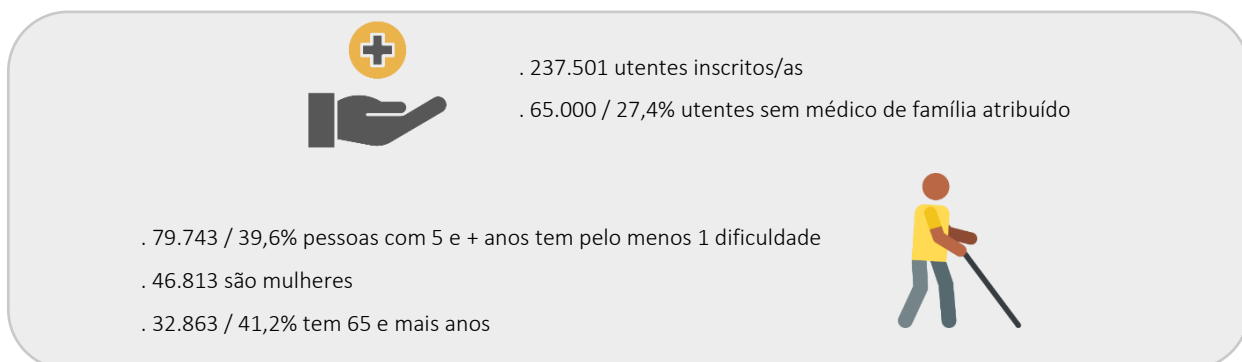 . 237.501 utentes inscritos/as
. 65.000 / 27,4% utentes sem médico de família atribuído
. 79.743 / 39,6% pessoas com 5 e + anos tem pelo menos 1 dificuldade
. 46.813 são mulheres
. 32.863 / 41,2% tem 65 e mais anos